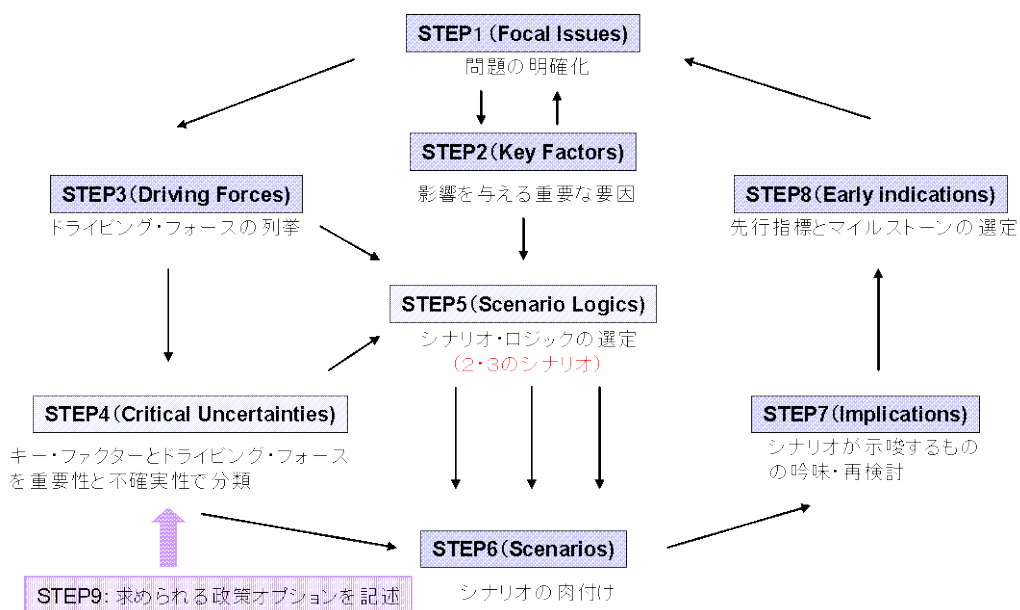 STEP1(Focal Issues)
問題の明確化
STEP2(Key Factors)
影響を与える重要な要因
STEP3(Driving Forces)
ドライビング・フォースの列挙
STEP8(Early indications)
先行指標とマイルストーンの選定
STEP5(Scenario Logics)
シナリオ・ロジックの選定
(2・3のシナリオ)
STEP4(Critical Uncertainties)
キー・ファクターとドライビング・フォース
を重要性と不確実性で分類
STEP7(Implications)
シナリオが示唆するもの
の吟味・再検討
STEP6(Scenarios)
シナリオの肉付け
STEP9: 求められる政策オプションを記述